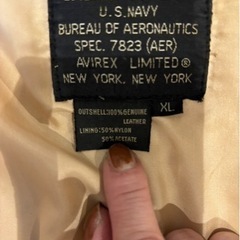 U.S.NAVY
BUREAU OF AERONAUTICS
SPEC. 7823 (AER)
AVIREX LIMITED®
NEW YORK, NEW YORK
XL
OUTSHELL:100% GENUINE
LEATHER
LINING:50% NYLON
50% ACETATE